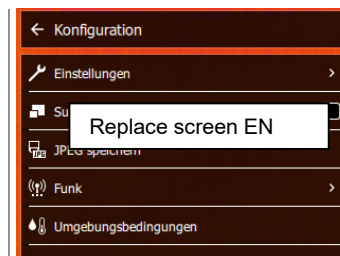 Konfiguration
Einstellungen
Su
Replace screen EN
JPEG speichern
Funk
Umgebungsbedingungen